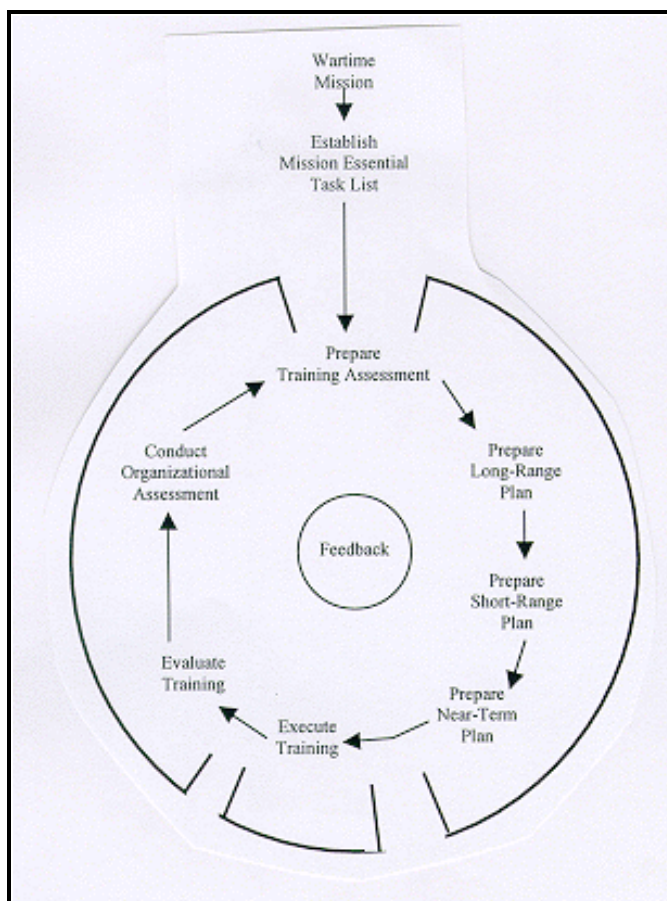 Wartime
Mission
Establish
Mission Essential
Task List
Prepare
Training Assessment
Prepare
Long-Range
Plan
Prepare
Short-Range
Plan
Prepare
Near-Term
Plan
Execute
Training
Evaluate
Training
Conduct
Organizational
Assessment
Feedback